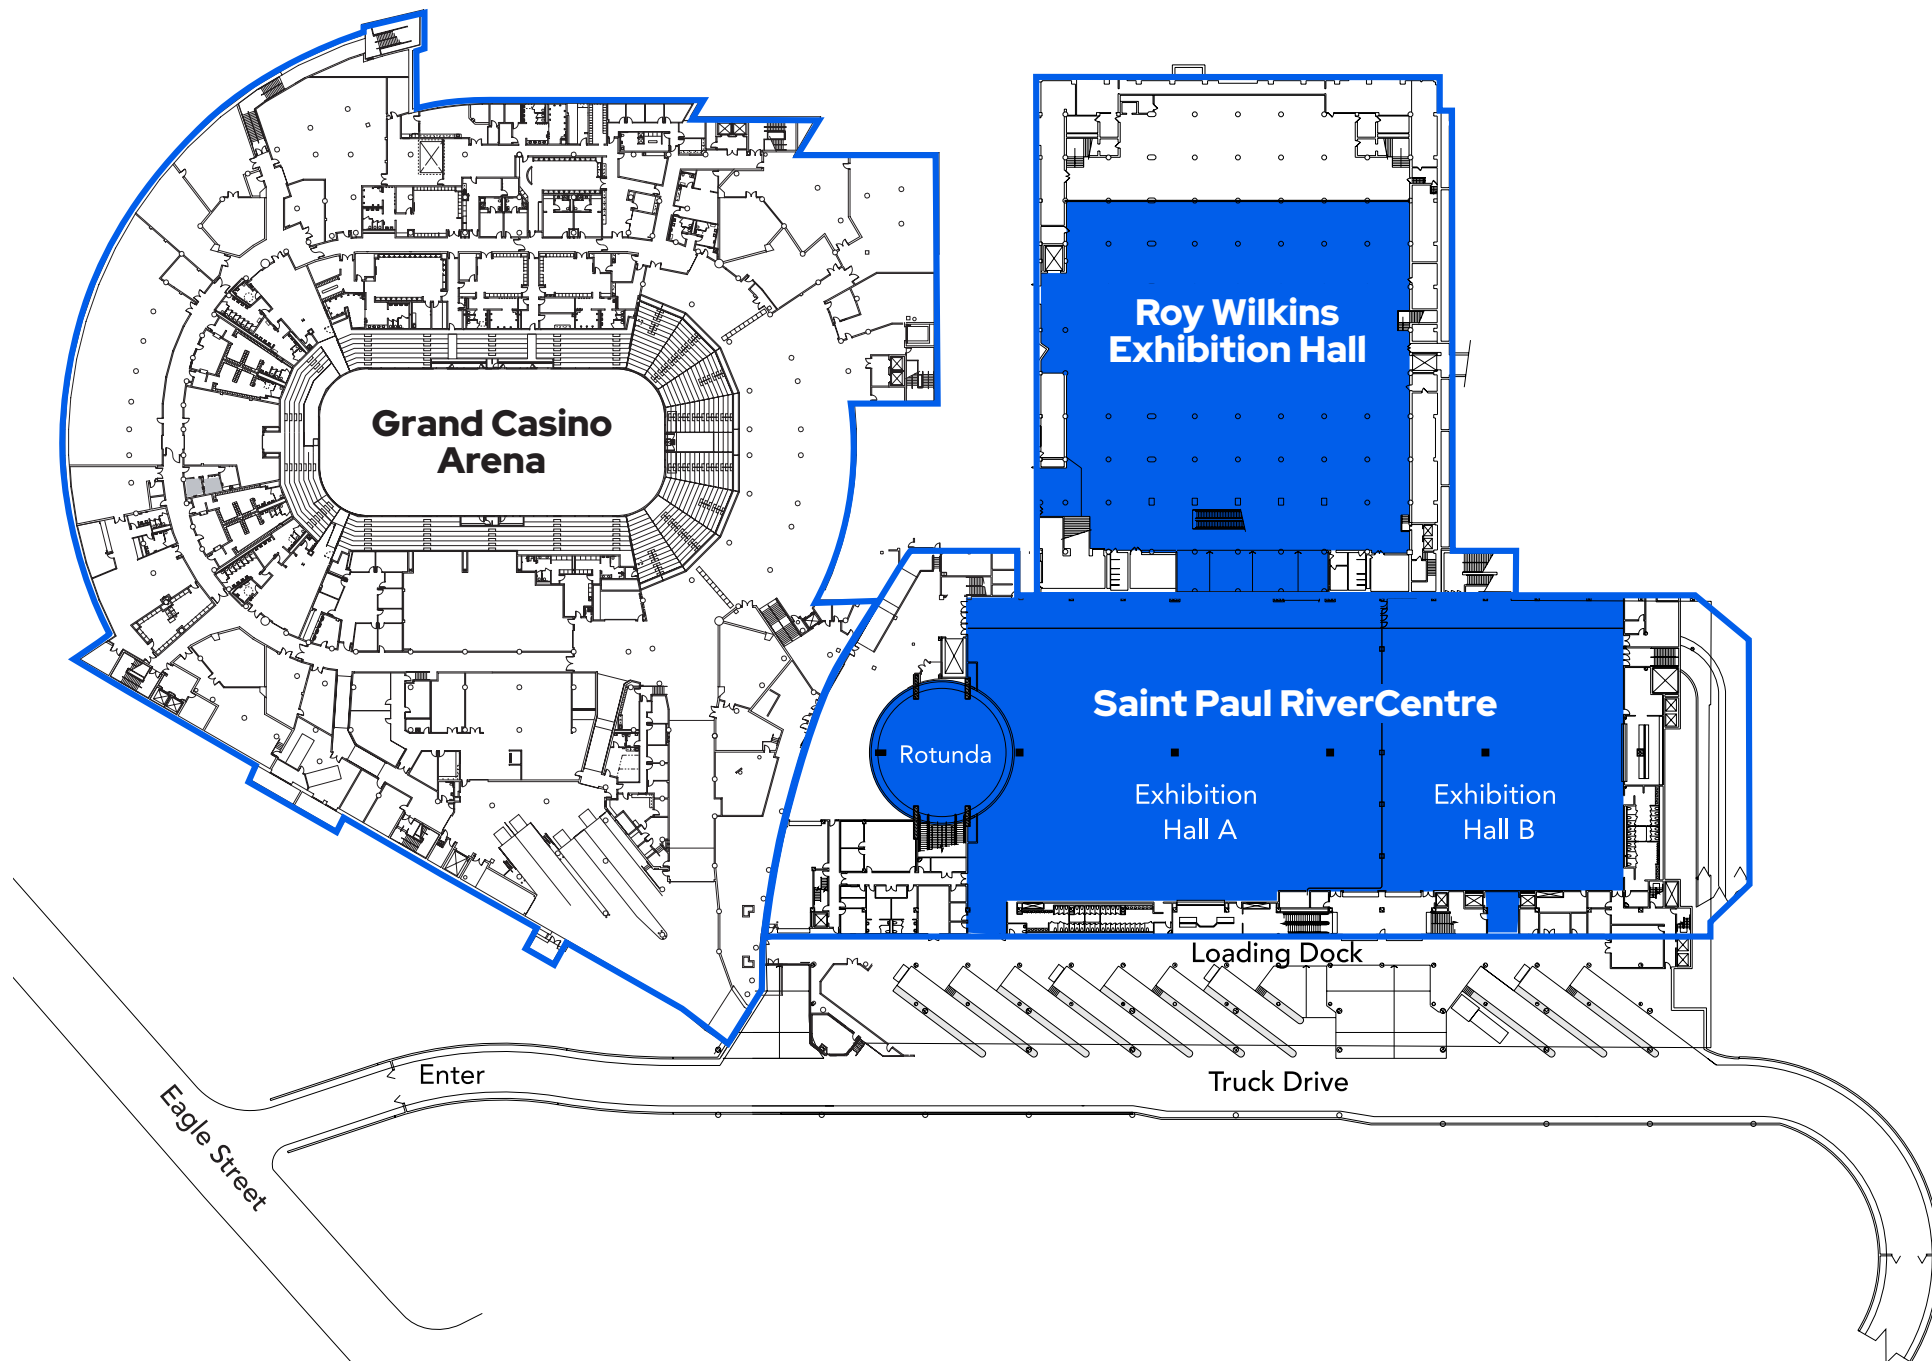 Roy Wilkins
Exhibition Hall
Grand Casino
Arena
Saint Paul RiverCentre
Rotunda
Exhibition
Hall A
Exhibition
Hall B
Loading Dock
Enter
Truck Drive
Eagle Street